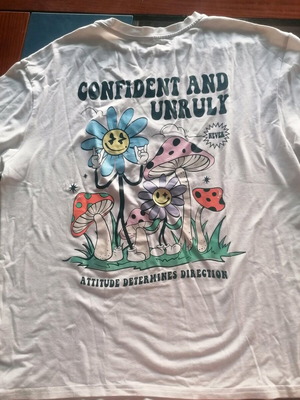 CONFIDENT AND
UNRULY
NEVER
ATTITUDE DETERMINES DIRECTION